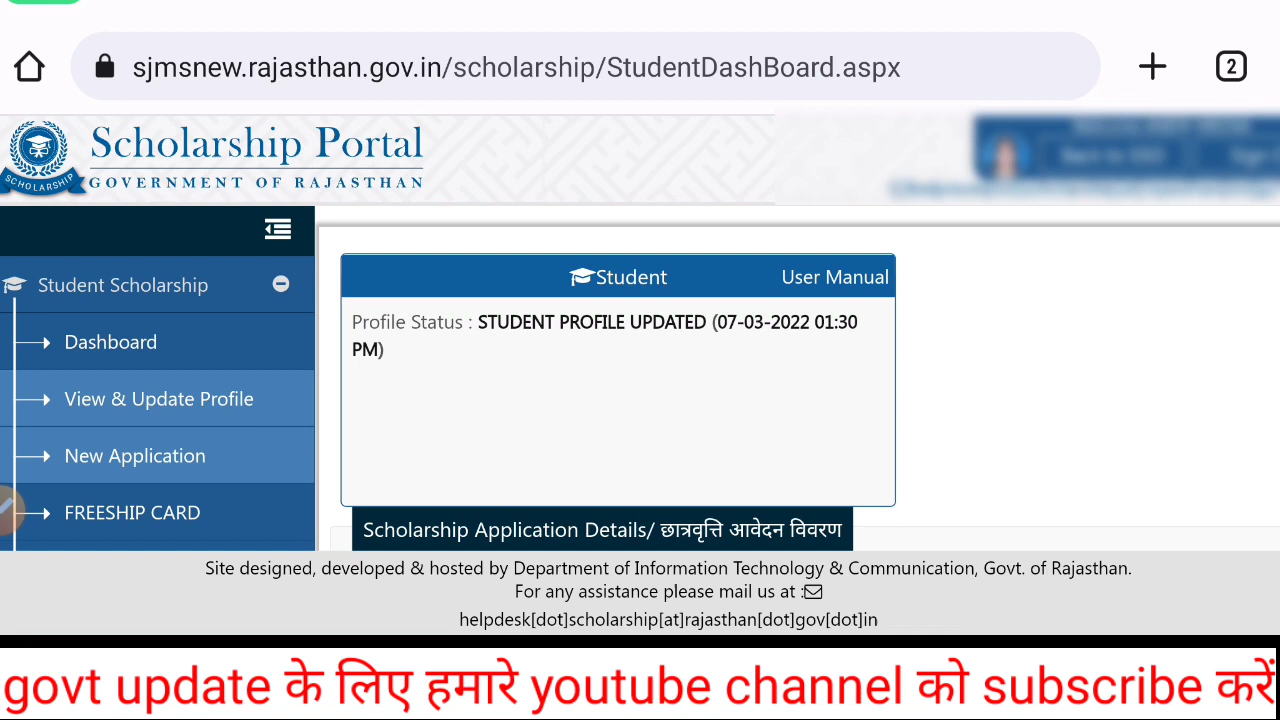 sjmsnew.rajasthan.gov.in/scholarship/StudentDashBoard.aspx
2
SCHOLARSHIP
Scholarship Portal
GOVERNMENT OF RAJASTHAN
Student Scholarship
Dashboard
View & Update Profile
New Application
FREESHIP CARD
Student User Manual
Profile Status : STUDENT PROFILE UPDATED (07-03-2022 01:30
PM)
Scholarship Application Details/ छात्रवृत्ति आवेदन विवरण
Site designed, developed & hosted by Department of Information Technology & Communication, Govt. of Rajasthan.
For any assistance please mail us at :
helpdesk[dot]scholarship[at]rajasthan[dot]gov[dot]in
govt update के लिए हमारे youtube channel को subscribe करें